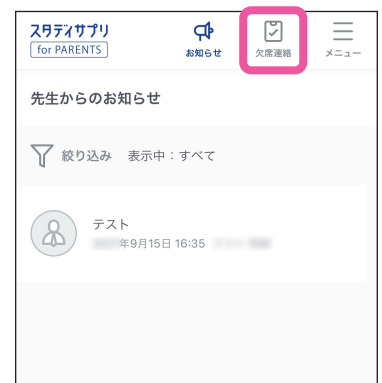 スタディサプリ
for PARENTS
お知らせ
欠席連絡
メニュー
先生からのお知らせ
絞り込み 表示中：すべて
テスト
年9月15日 16:35